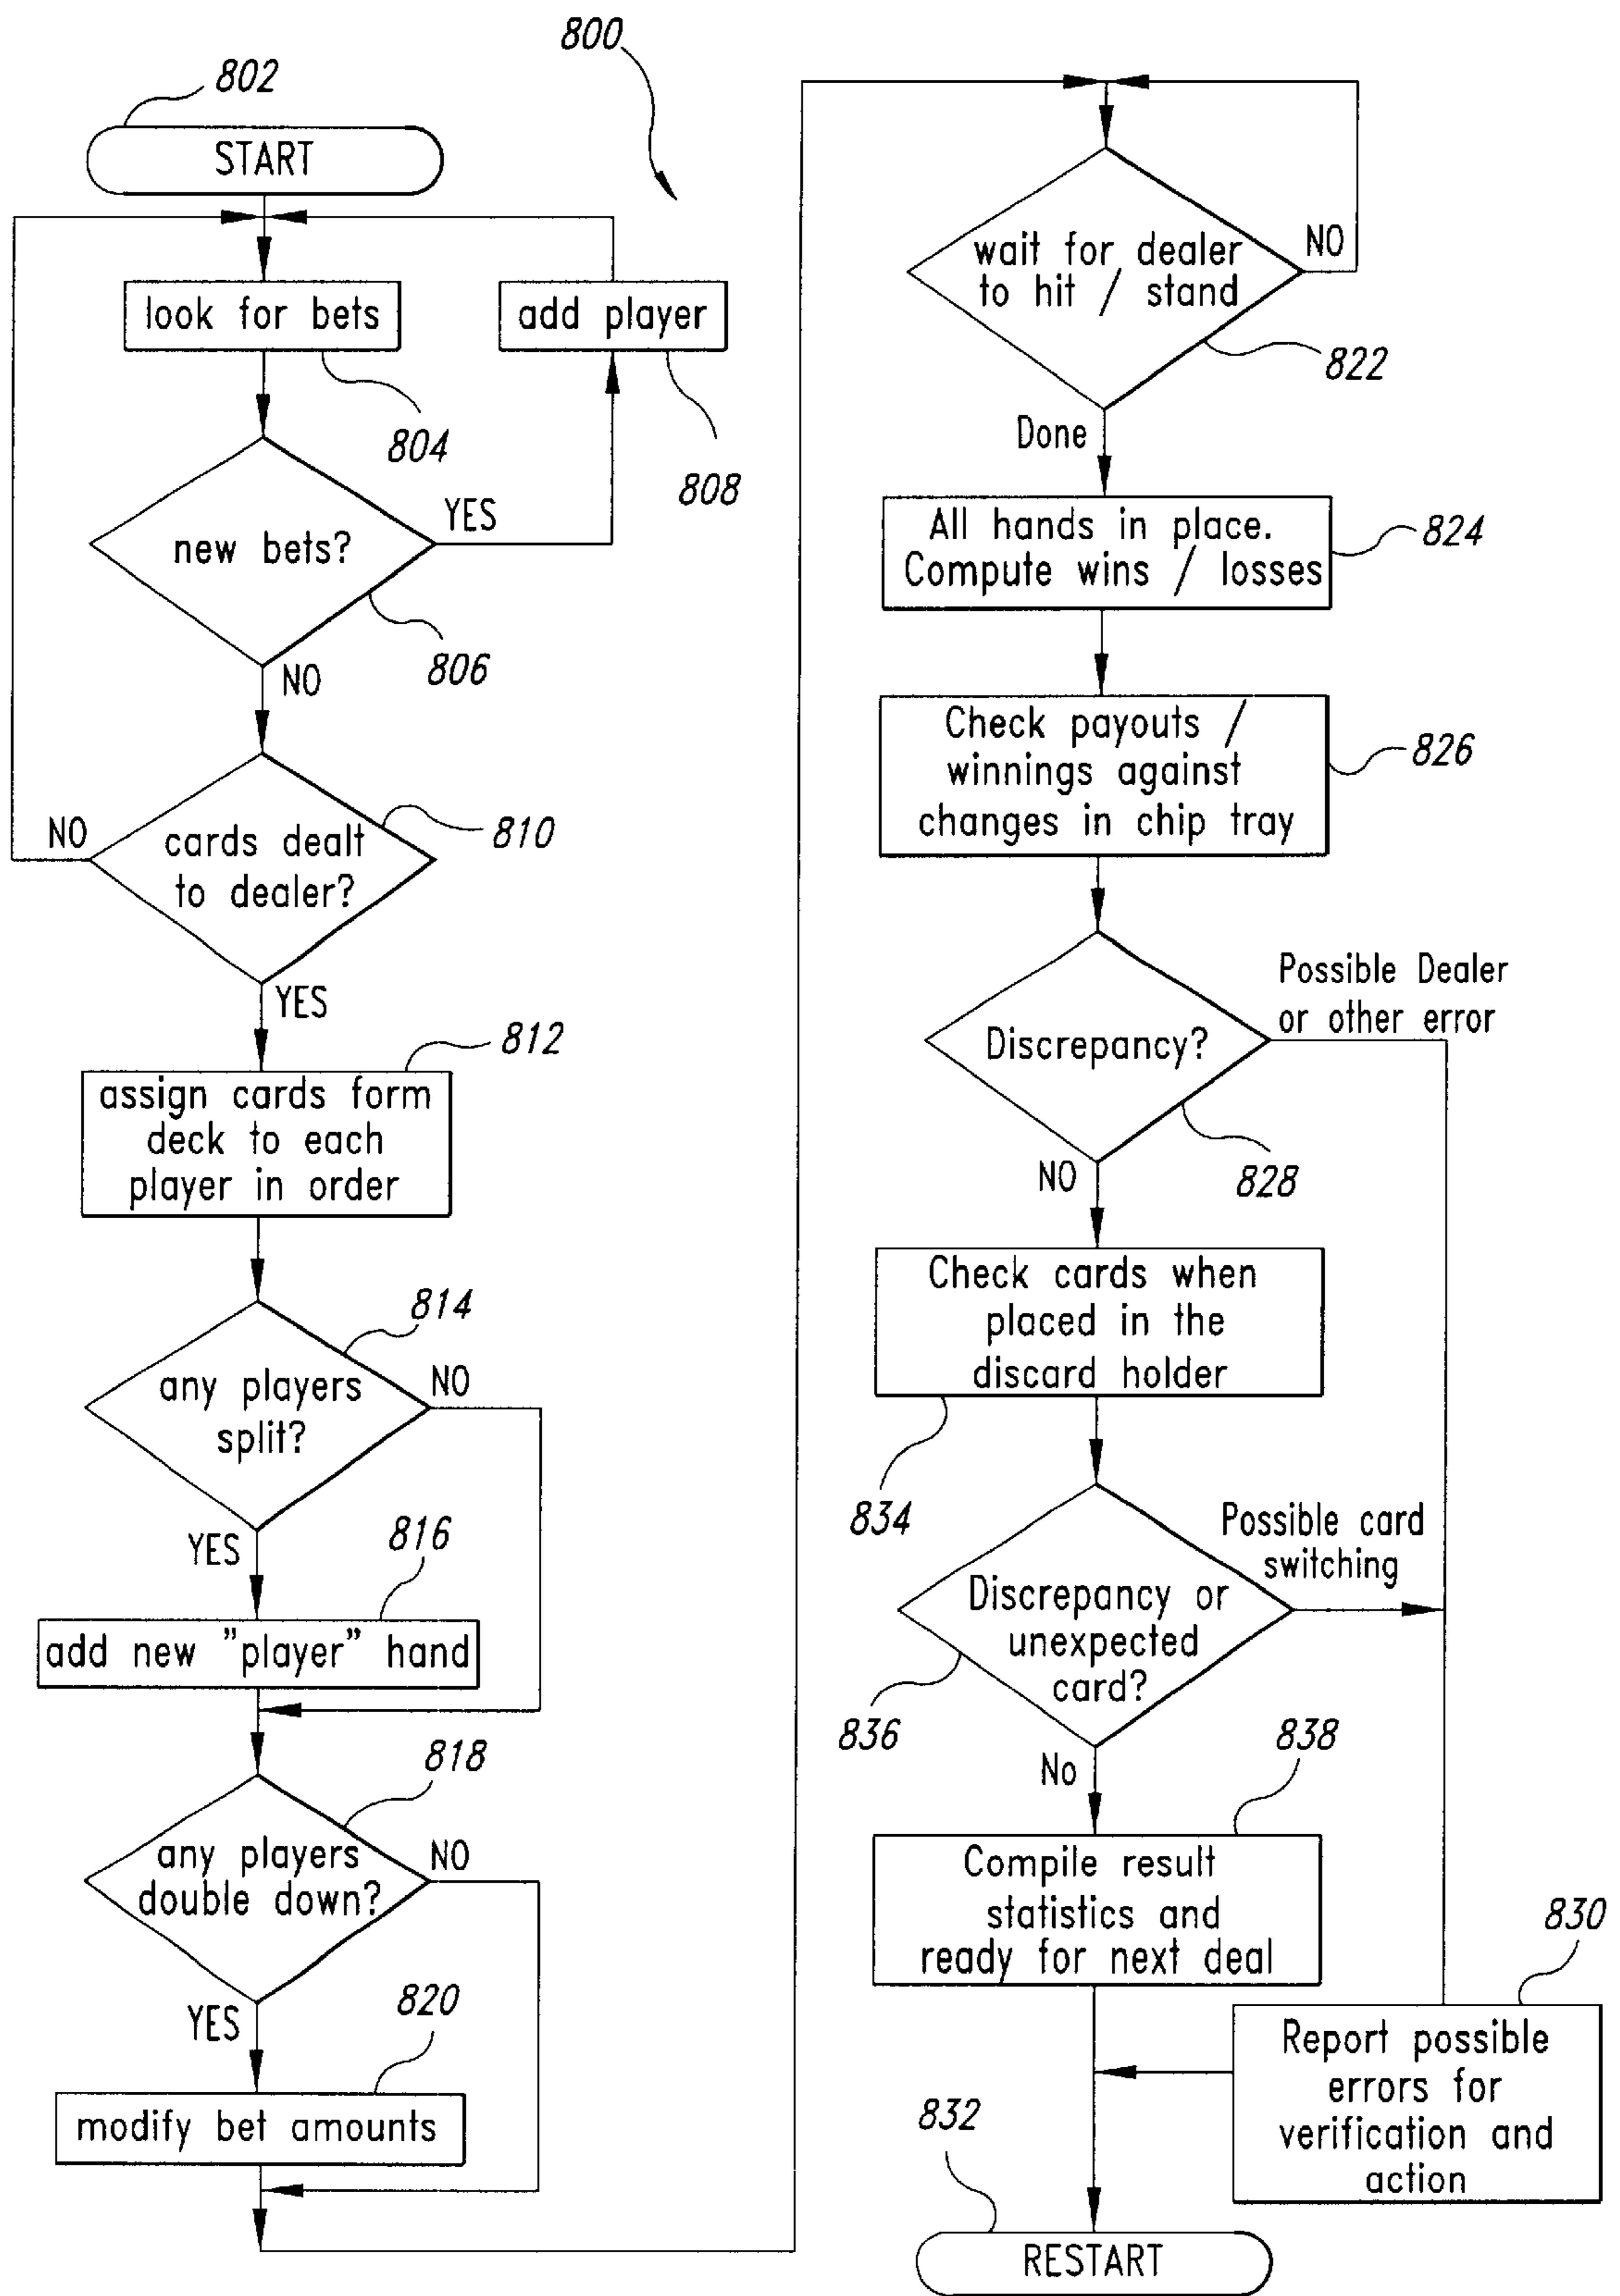 800
802
START
look for bets
804
add player
808
new bets?
YES
806
NO
cards dealt
to dealer?
810
NO
YES
812
assign cards form
deck to each
player in order
814
any players
split?
NO
YES
816
add new "player" hand
818
any players
double down?
NO
YES
820
modify bet amounts
wait for dealer
to hit / stand
NO
822
Done
All hands in place.
Compute wins / losses
824
Check payouts /
winnings against
changes in chip tray
826
Discrepancy?
Possible Dealer
or other error
828
NO
Check cards when
placed in the
discard holder
834
Discrepancy or
unexpected
card?
Possible card
switching
836
No
838
Compile result
statistics and
ready for next deal
830
Report possible
errors for
verification and
action
832
RESTART